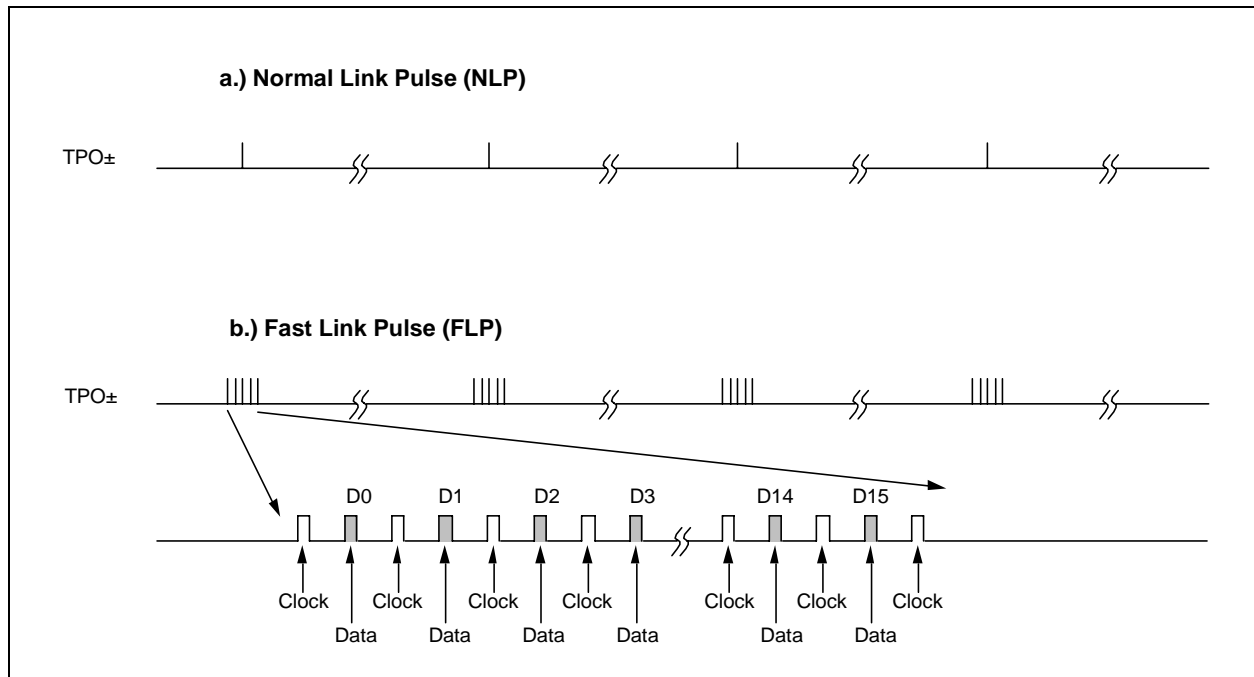 a.) Normal Link Pulse (NLP)
TPO±
b.) Fast Link Pulse (FLP)
TPO±
D0 D1 D2 D3 D14 D15
Clock Clock Clock Clock Clock Clock Clock
Data Data Data Data Data Data